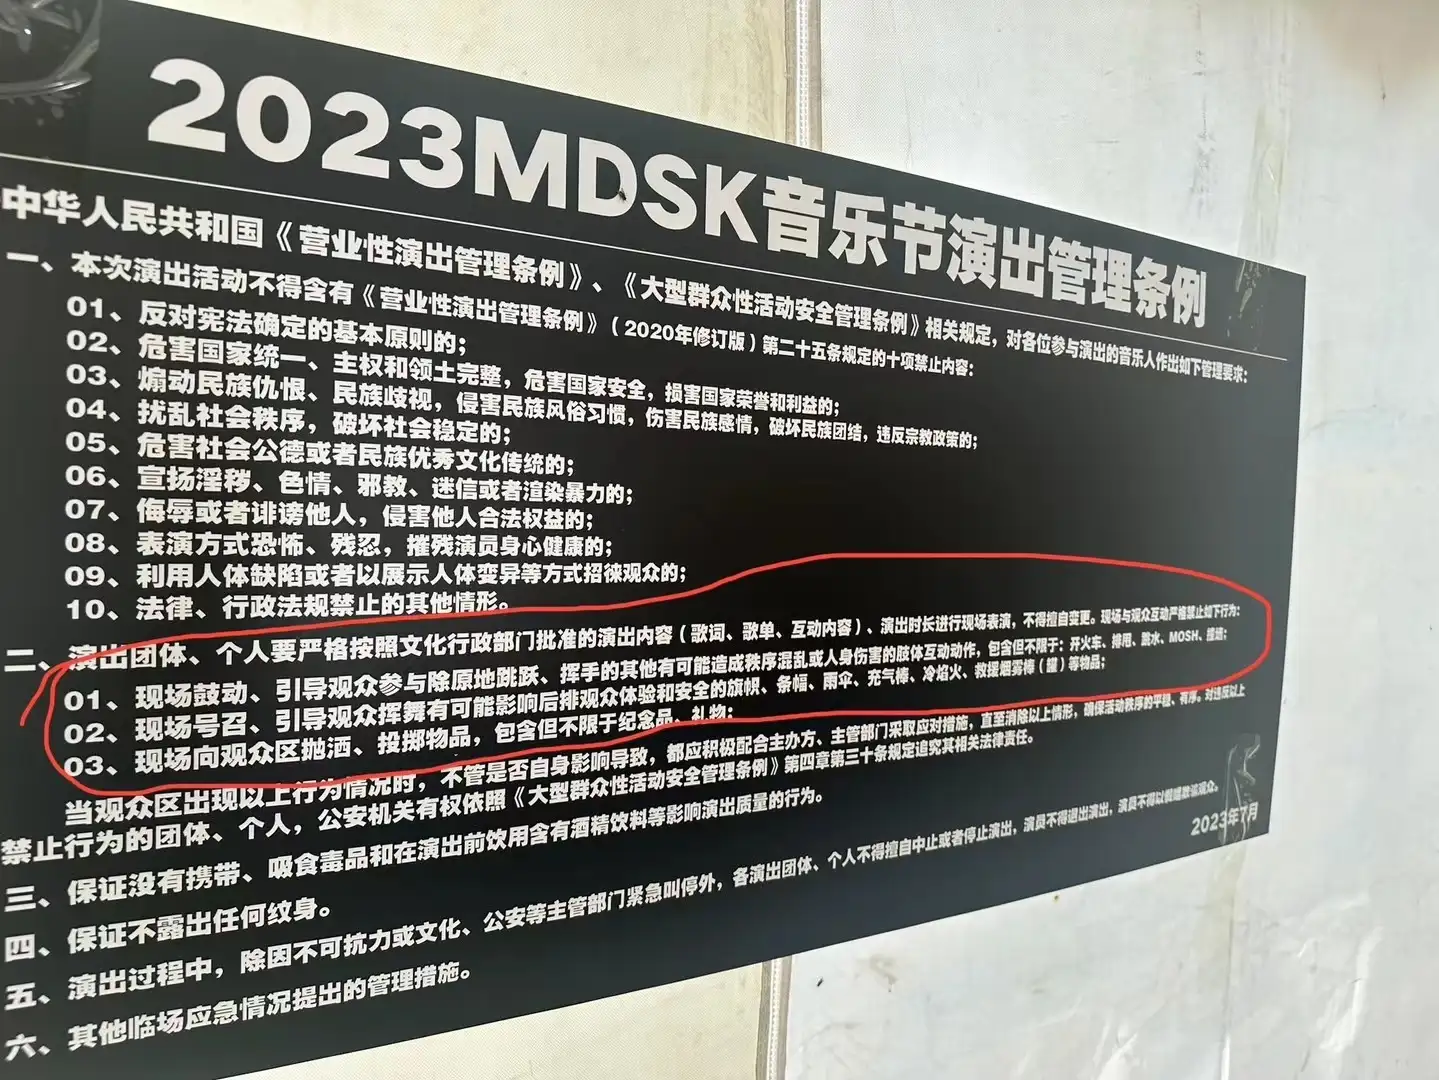 2023MDSK音乐节演出管理条例
中华人民共和国《营业性演出管理条例》、《大型群众性活动安全管理条例》相关规定，对各位参与演出的音乐人作出如下管理要求：
一、本次演出活动不得含有《营业性演出管理条例》（2020年修订版）第二十五条规定的十项禁止内容：
01、反对宪法确定的基本原则的；
02、危害国家统一、主权和领土完整，危害国家安全，损害国家荣誉和利益的；
03、煽动民族仇恨、民族歧视，侵害民族风俗习惯，伤害民族感情，破坏民族团结，违反宗教政策的；
04、扰乱社会秩序，破坏社会稳定的；
05、危害社会公德或者民族优秀文化传统的；
06、宣扬淫秽、色情、邪教、迷信或者渲染暴力的；
07、侮辱或者诽谤他人，侵害他人合法权益的；
08、表演方式恐怖、残忍，摧残演员身心健康的；
09、利用人体缺陷或者以展示人体变异等方式招徕观众的；
10、法律、行政法规禁止的其他情形。
二、演出团体、个人要严格按照文化行政部门批准的演出内容（歌词、歌单、互动内容）、演出时长进行现场表演，不得擅自变更。现场与观众互动严格禁止如下行为：
01、现场鼓动、引导观众参与除原地跳跃、挥手的其他有可能造成秩序混乱或人身伤害的肢体互动动作，包含但不限于：开火车、排甩、跳水、MOSH、撞墙；
02、现场号召、引导观众挥舞有可能影响后排观众体验和安全的旗帜、条幅、雨伞、充气棒、冷焰火、救援烟雾棒（罐）等物品；
03、现场向观众区抛洒、投掷物品，包含但不限于纪念品、礼物；
当观众区出现以上行为情况时，不管是否自身影响导致，都应积极配合主办方、主管部门采取应对措施，直至消除以上情形，确保活动秩序的平稳、有序。对违反以上
禁止行为的团体、个人，公安机关有权依照《大型群众性活动安全管理条例》第四章第三十条规定追究其相关法律责任。
三、保证没有携带、吸食毒品和在演出前饮用含有酒精饮料等影响演出质量的行为。
四、保证不露出任何纹身。
五、演出过程中，除因不可抗力或文化、公安等主管部门紧急叫停外，各演出团体、个人不得擅自中止或者停止演出，演员不得退出演出，演员不得以假唱欺骗观众。
六、其他临场应急情况提出的管理措施。
2023年7月